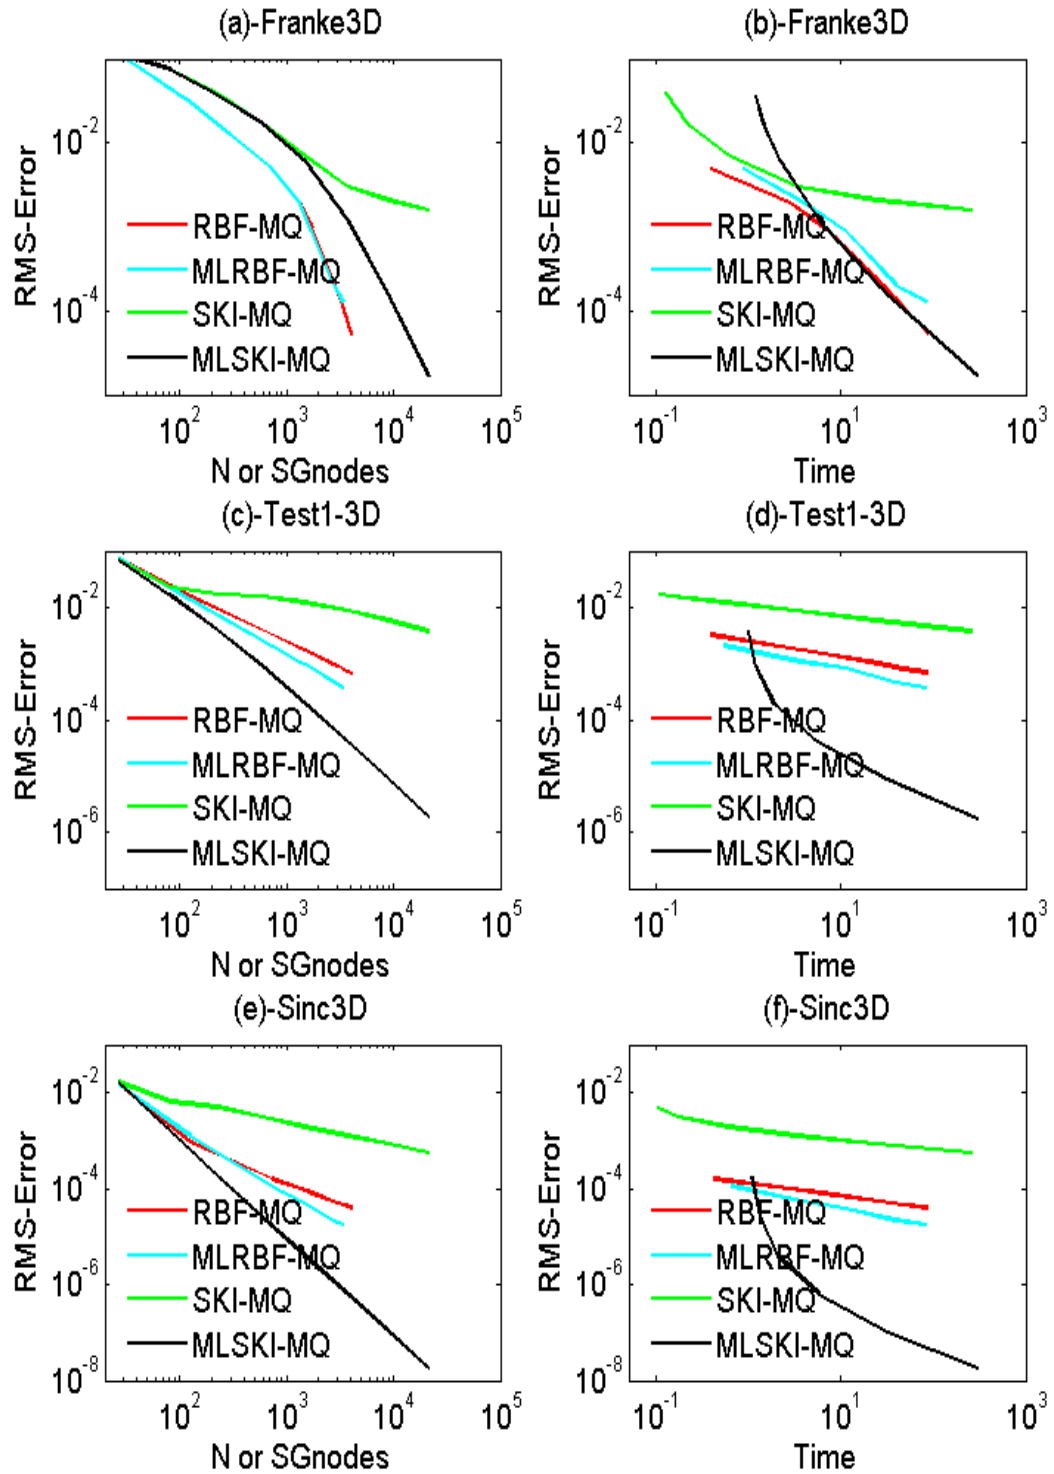 (a)-Franke3D
RMS-Error
10^-2
10^-4
RBF-MQ
MLRBF-MQ
SKI-MQ
MLSKI-MQ
10^2 10^3 10^4 10^5
N or SGnodes
(b)-Franke3D
RMS-Error
10^-2
10^-4
RBF-MQ
MLRBF-MQ
SKI-MQ
MLSKI-MQ
10^-1 10^1 10^3
Time
(c)-Test1-3D
RMS-Error
10^-2
10^-4
10^-6
RBF-MQ
MLRBF-MQ
SKI-MQ
MLSKI-MQ
10^2 10^3 10^4 10^5
N or SGnodes
(d)-Test1-3D
RMS-Error
10^-2
10^-4
10^-6
RBF-MQ
MLRBF-MQ
SKI-MQ
MLSKI-MQ
10^-1 10^1 10^3
Time
(e)-Sinc3D
RMS-Error
10^-2
10^-4
10^-6
10^-8
RBF-MQ
MLRBF-MQ
SKI-MQ
MLSKI-MQ
10^2 10^3 10^4 10^5
N or SGnodes
(f)-Sinc3D
RMS-Error
10^-2
10^-4
10^-6
10^-8
RBF-MQ
MLRBF-MQ
SKI-MQ
MLSKI-MQ
10^-1 10^1 10^3
Time